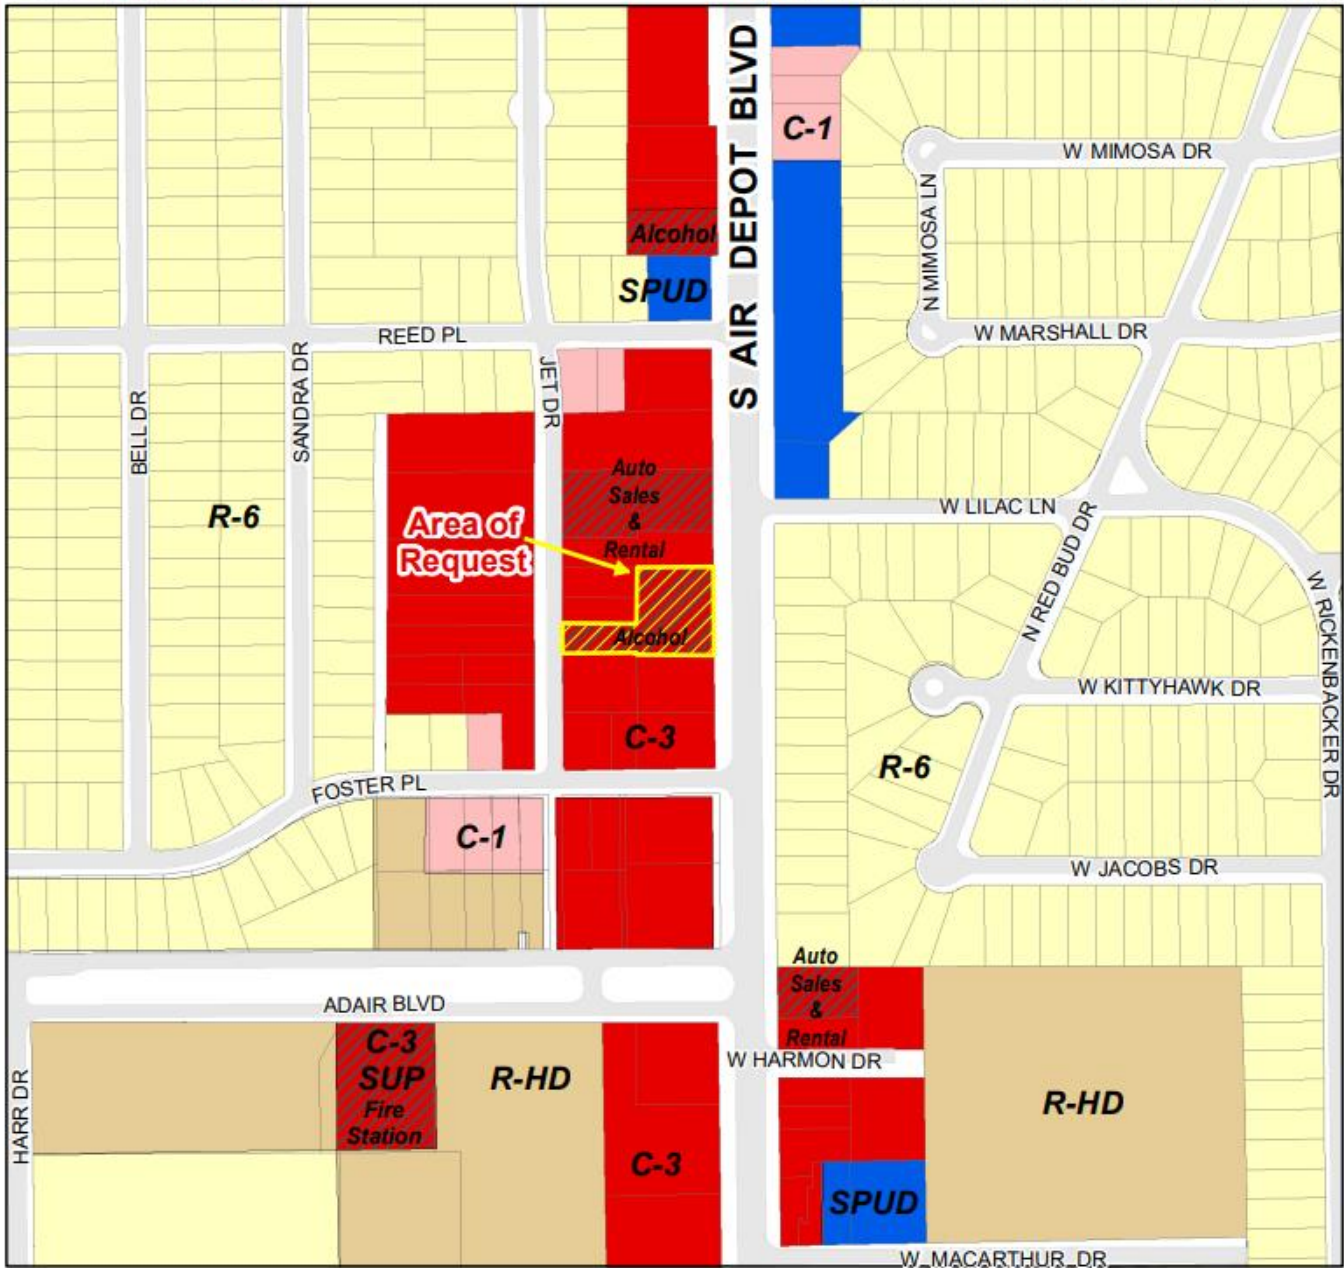 S AIR DEPOT BLVD
C-1
W MIMOSA DR
N MIMOSA LN
Alcohol
SPUD
REED PL
W MARSHALL DR
BELL DR
SANDRA DR
JET DR
R-6
Auto
Sales
&
Rental
Area of
Request
W LILAC LN
N RED BUD DR
W RICKENBACKER DR
Alcohol
W KITTYHAWK DR
C-3
R-6
FOSTER PL
C-1
W JACOBS DR
Auto
Sales
&
Rental
ADAIR BLVD
HARR DR
C-3
SUP
Fire
Station
R-HD
W HARMON DR
R-HD
C-3
SPUD
W MACARTHUR DR